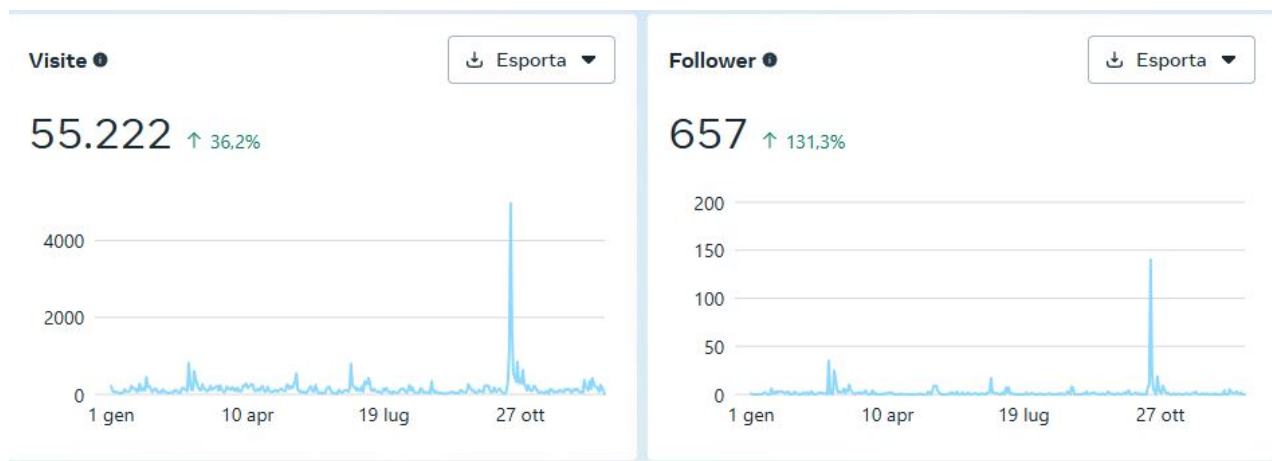 Visite
Esporta
55.222 ↑ 36,2%
4000
2000
0
1 gen 10 apr 19 lug 27 ott
Follower
Esporta
657 ↑ 131,3%
200
150
100
50
0
1 gen 10 apr 19 lug 27 ott